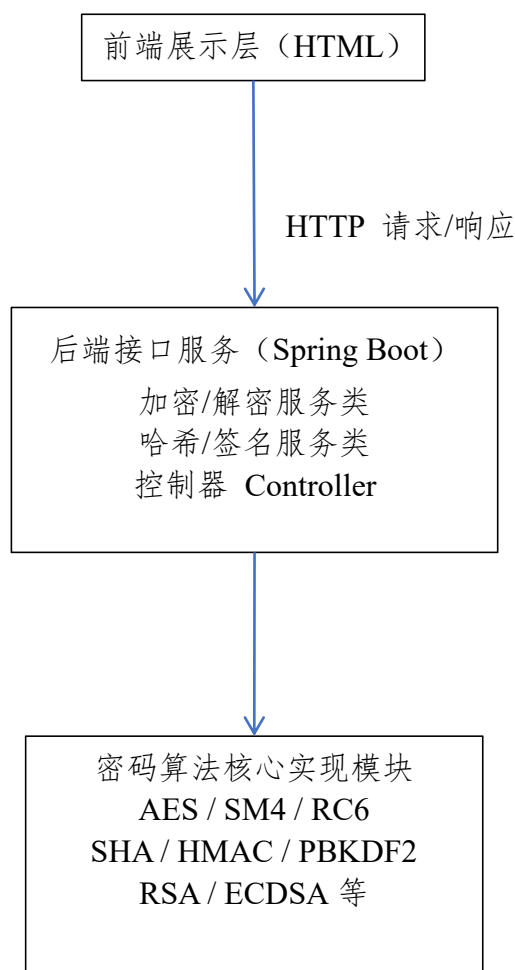 前端展示层（HTML）
HTTP 请求/响应
后端接口服务（Spring Boot）
加密/解密服务类
哈希/签名服务类
控制器 Controller
密码算法核心实现模块
AES / SM4 / RC6
SHA / HMAC / PBKDF2
RSA / ECDSA 等